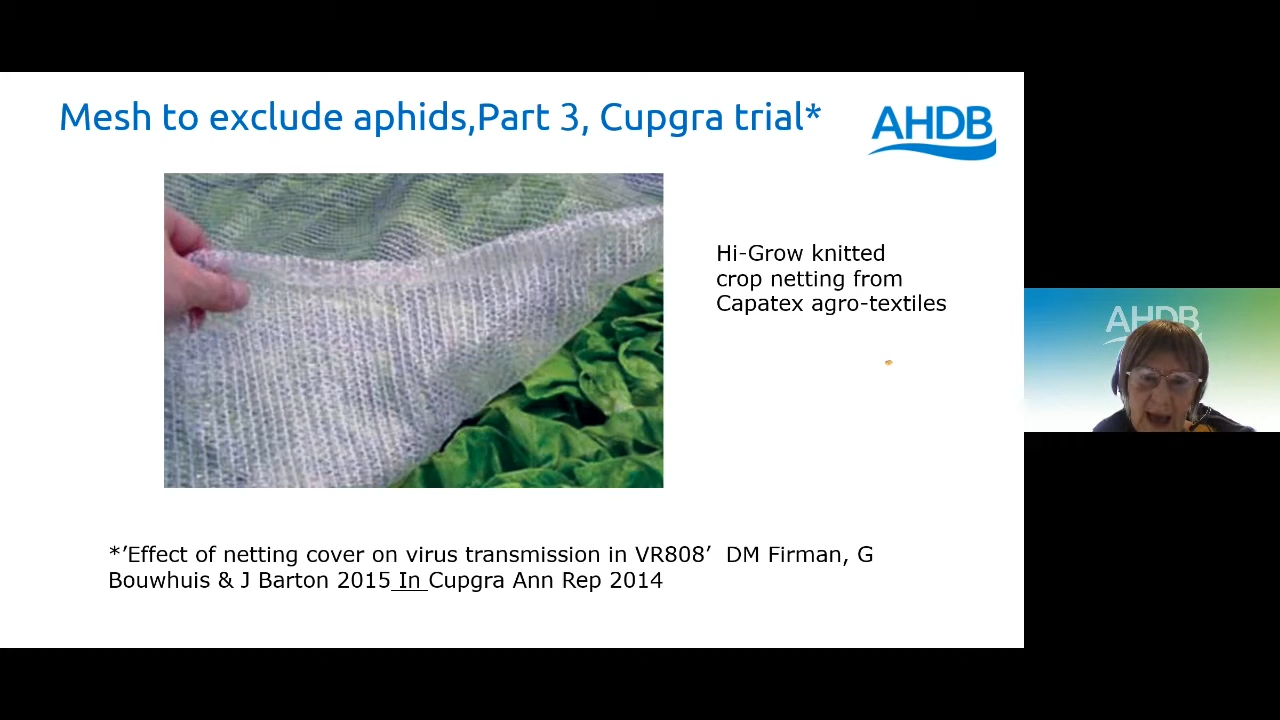 Mesh to exclude aphids,Part 3, Cupgra trial*
AHDB
Hi-Grow knitted
crop netting from
Capatex agro-textiles
AHDB
*’Effect of netting cover on virus transmission in VR808’ DM Firman, G
Bouwhuis & J Barton 2015 In Cupgra Ann Rep 2014